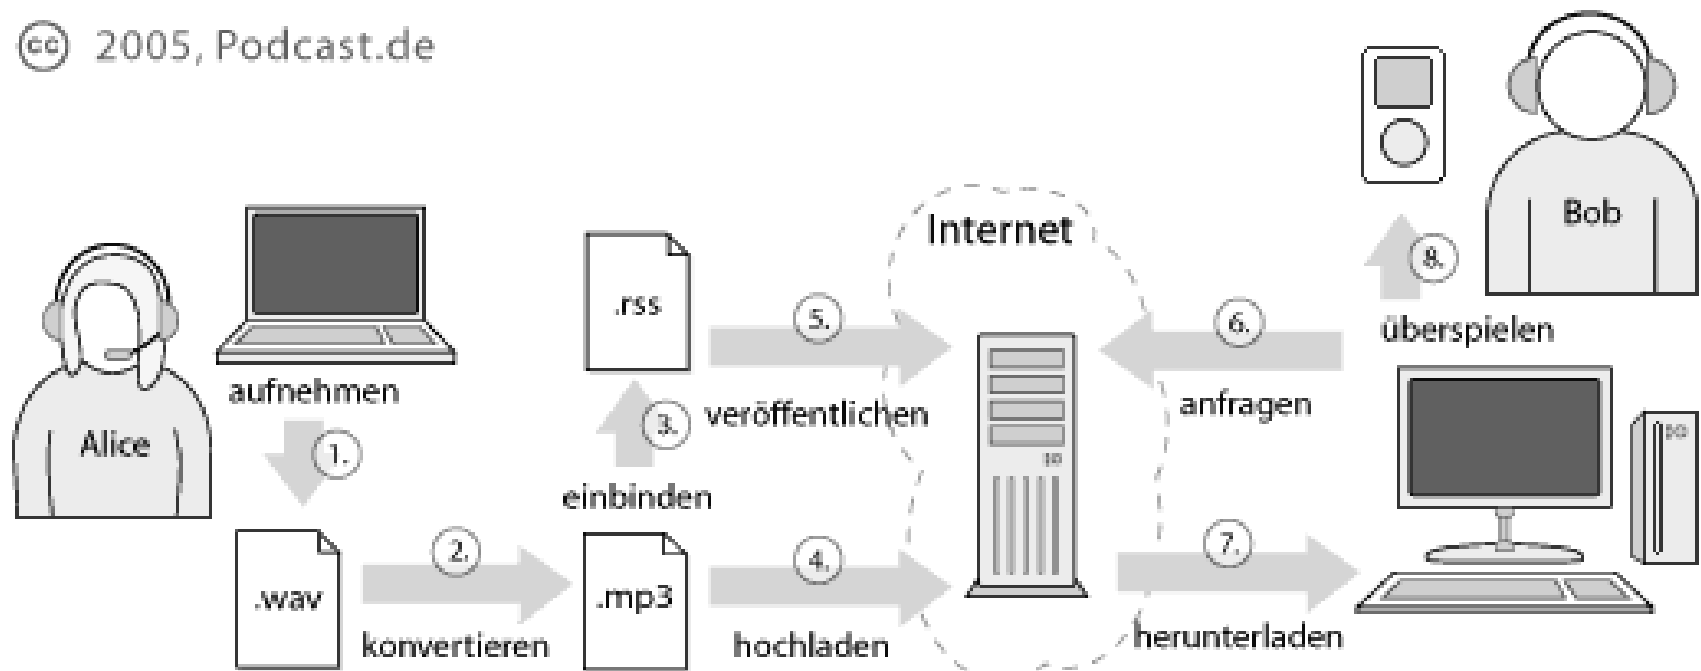 cc 2005, Podcast.de
Internet
Bob
8.
überspielen
.rss
5.
6.
aufnehmen
veröffentlichen
anfragen
3.
Alice
1.
einbinden
2.
4.
7.
.wav
.mp3
konvertieren
hochladen
herunterladen